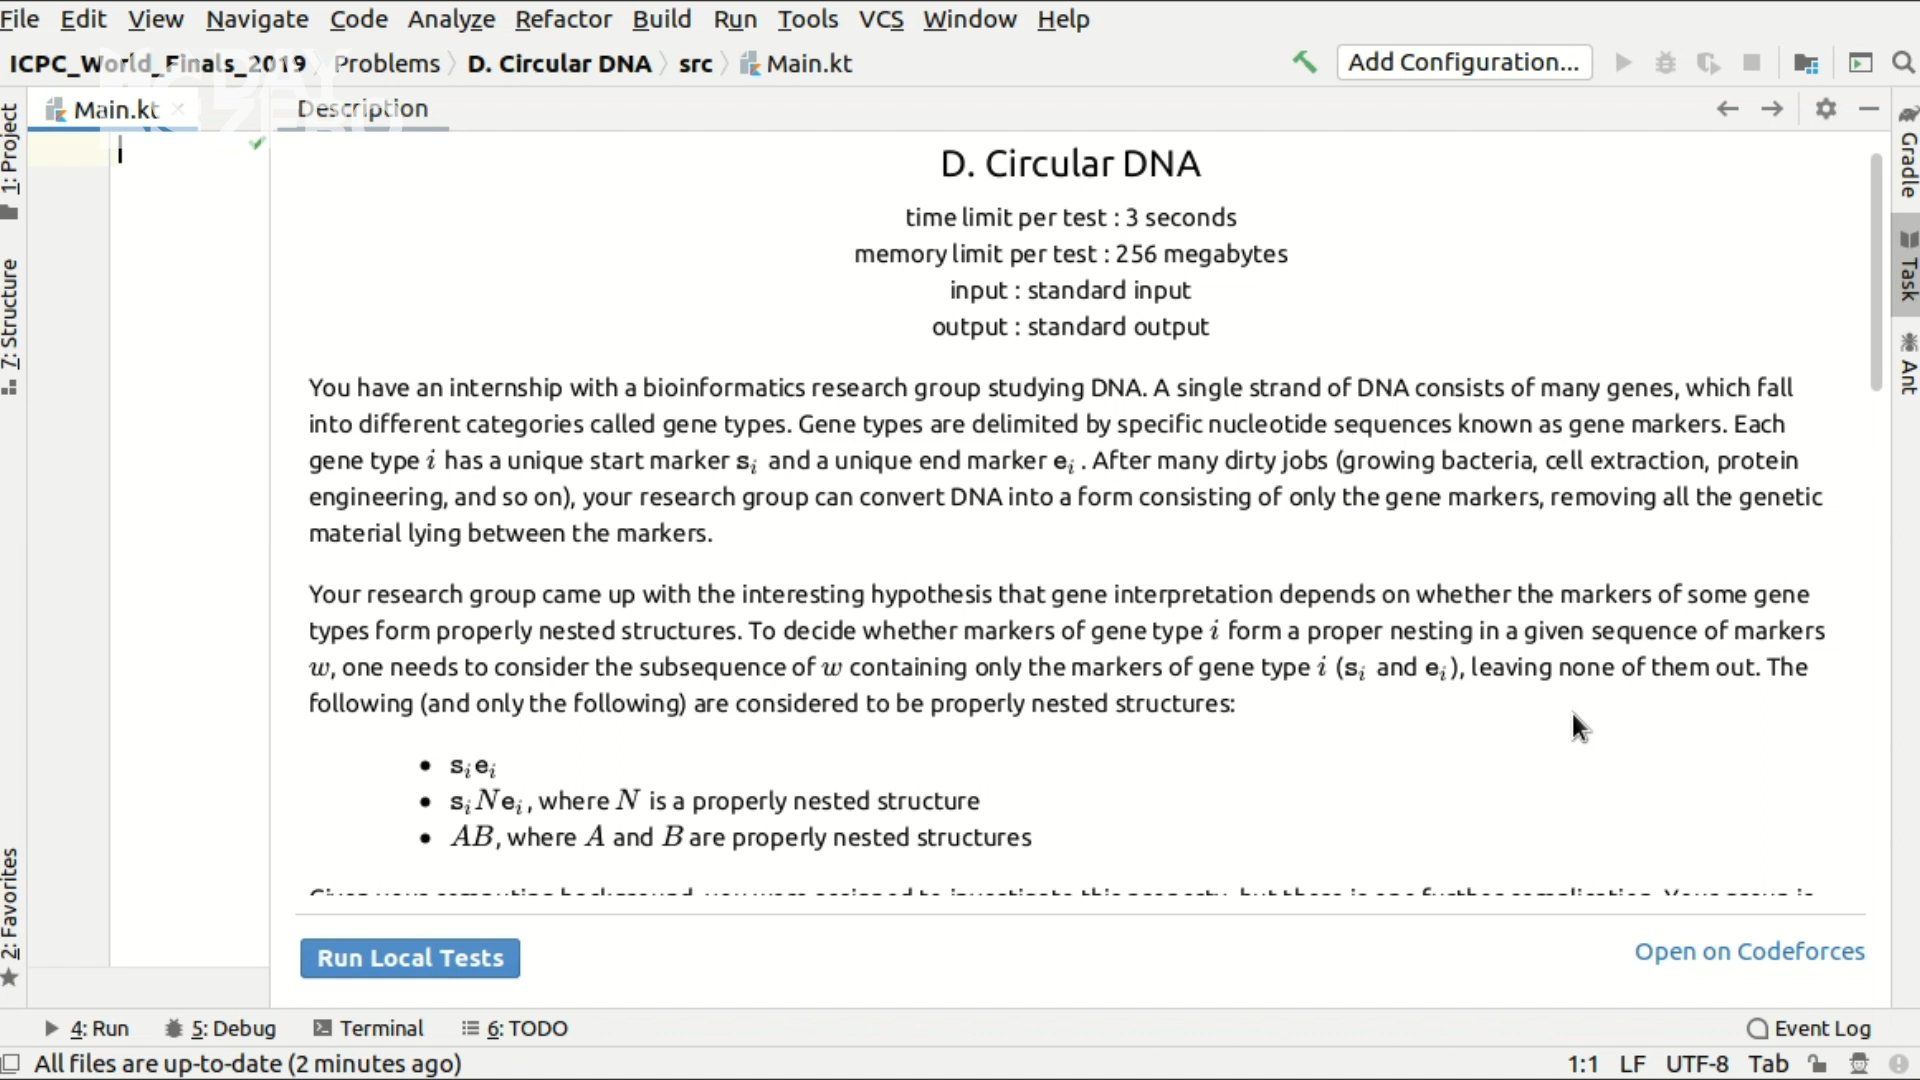 File Edit View Navigate Code Analyze Refactor Build Run Tools VCS Window Help
ICPC_World_Finals_2019 Problems D. Circular DNA src Main.kt Add Configuration...
Main.kt Description
1: Project
7: Structure
2: Favorites
Gradle
Task
Ant
D. Circular DNA
time limit per test : 3 seconds
memory limit per test : 256 megabytes
input : standard input
output : standard output
You have an internship with a bioinformatics research group studying DNA. A single strand of DNA consists of many genes, which fall
into different categories called gene types. Gene types are delimited by specific nucleotide sequences known as gene markers. Each
gene type i has a unique start marker sᵢ and a unique end marker eᵢ. After many dirty jobs (growing bacteria, cell extraction, protein
engineering, and so on), your research group can convert DNA into a form consisting of only the gene markers, removing all the genetic
material lying between the markers.
Your research group came up with the interesting hypothesis that gene interpretation depends on whether the markers of some gene
types form properly nested structures. To decide whether markers of gene type i form a proper nesting in a given sequence of markers
w, one needs to consider the subsequence of w containing only the markers of gene type i (sᵢ and eᵢ), leaving none of them out. The
following (and only the following) are considered to be properly nested structures:
• sᵢeᵢ
• sᵢNeᵢ, where N is a properly nested structure
• AB, where A and B are properly nested structures
Run Local Tests
Open on Codeforces
4: Run 5: Debug Terminal 6: TODO Event Log
All files are up-to-date (2 minutes ago) 1:1 LF UTF-8 Tab